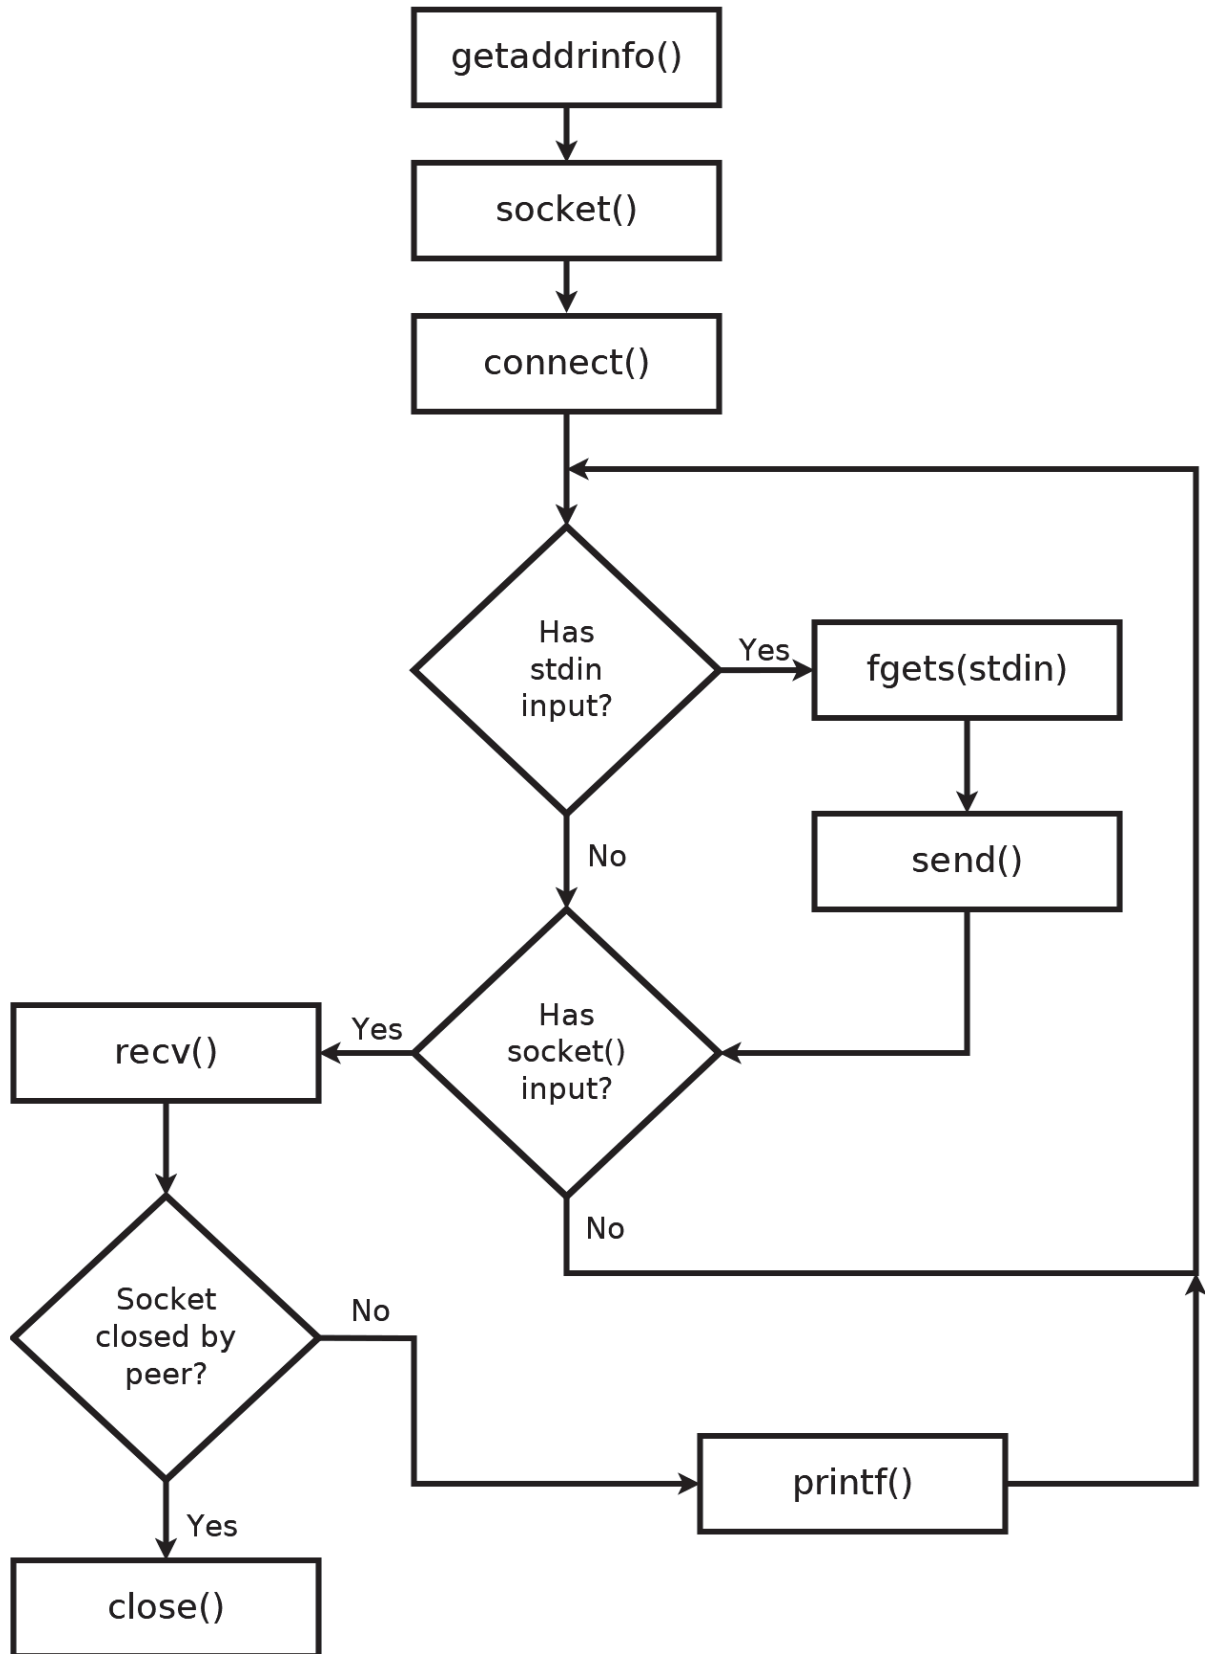 getaddrinfo()
socket()
connect()
Has
stdin
input?
Yes
fgets(stdin)
send()
No
Has
socket()
input?
Yes
recv()
No
Socket
closed by
peer?
No
printf()
Yes
close()